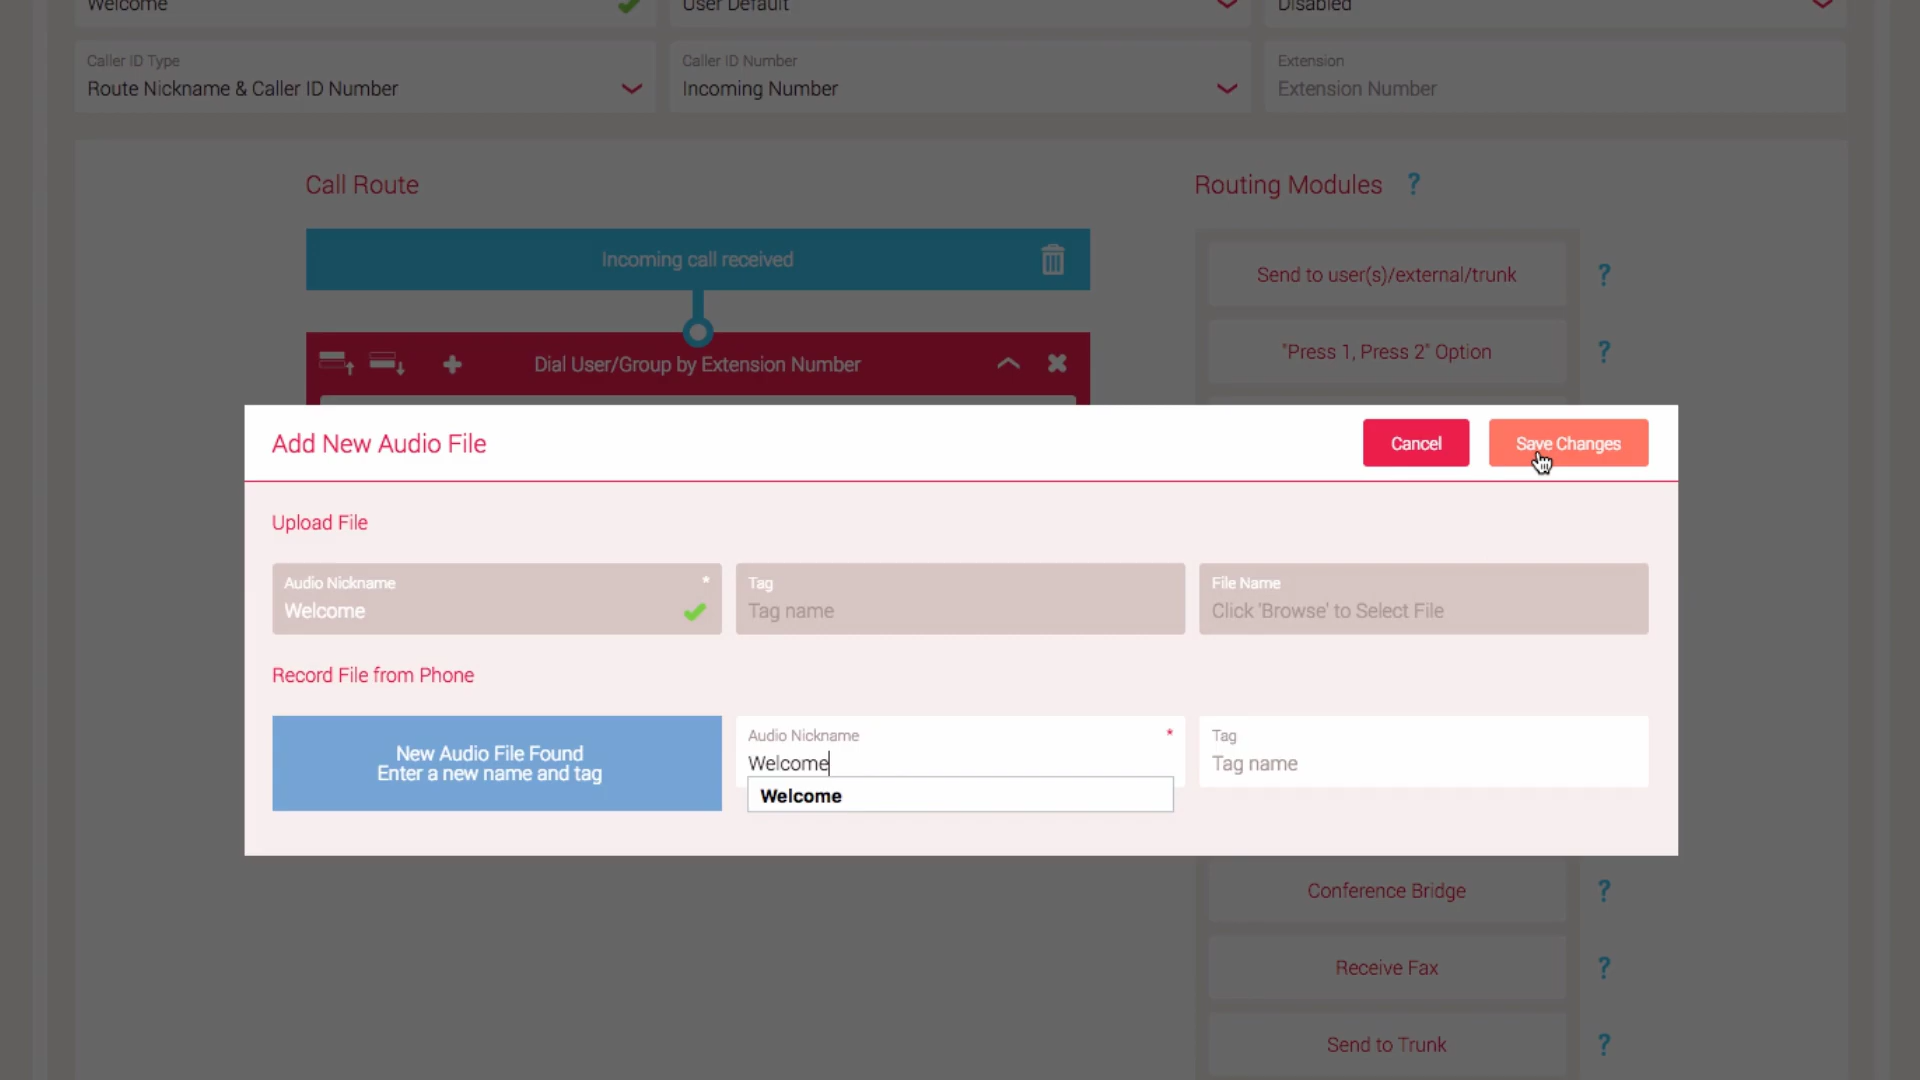 Welcome
User Default
Disabled
Caller ID Type
Route Nickname & Caller ID Number
Caller ID Number
Incoming Number
Extension
Extension Number
Call Route
Routing Modules ?
Incoming call received
Send to user(s)/external/trunk ?
Dial User/Group by Extension Number
"Press 1, Press 2" Option ?
Add New Audio File
Cancel
Save Changes
Upload File
Audio Nickname *
Welcome
Tag
Tag name
File Name
Click 'Browse' to Select File
Record File from Phone
New Audio File Found
Enter a new name and tag
Audio Nickname *
Welcome
Welcome
Tag
Tag name
Conference Bridge ?
Receive Fax ?
Send to Trunk ?